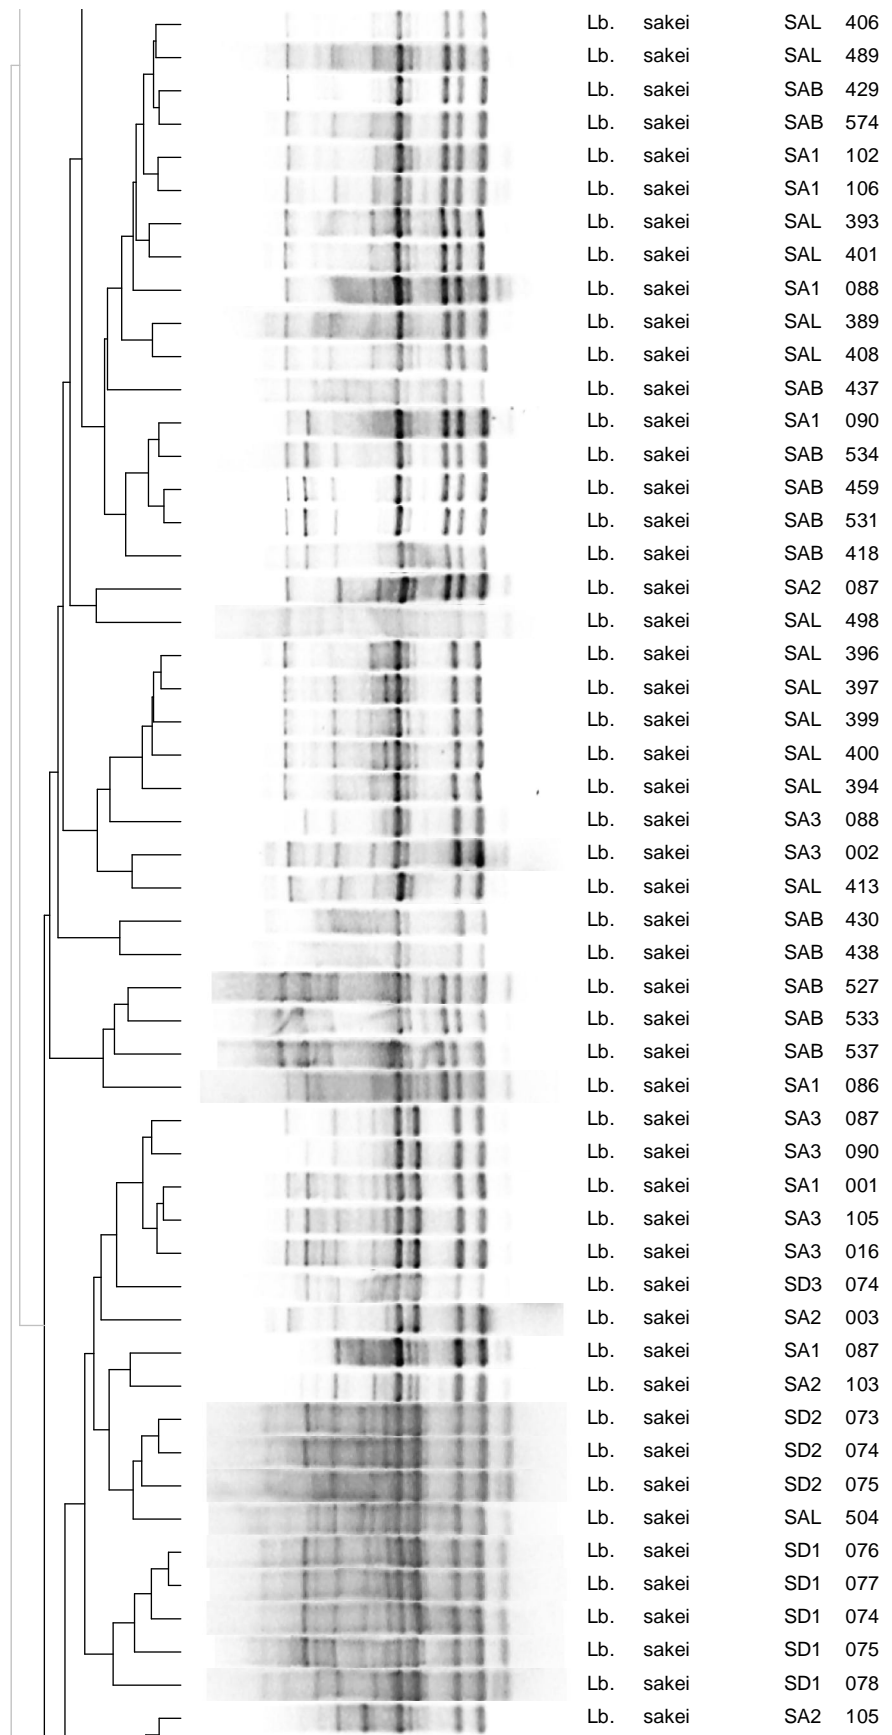 Lb. sakei SAL 406
Lb. sakei SAL 489
Lb. sakei SAB 429
Lb. sakei SAB 574
Lb. sakei SA1 102
Lb. sakei SA1 106
Lb. sakei SAL 393
Lb. sakei SAL 401
Lb. sakei SA1 088
Lb. sakei SAL 389
Lb. sakei SAL 408
Lb. sakei SAB 437
Lb. sakei SA1 090
Lb. sakei SAB 534
Lb. sakei SAB 459
Lb. sakei SAB 531
Lb. sakei SAB 418
Lb. sakei SA2 087
Lb. sakei SAL 498
Lb. sakei SAL 396
Lb. sakei SAL 397
Lb. sakei SAL 399
Lb. sakei SAL 400
Lb. sakei SAL 394
Lb. sakei SA3 088
Lb. sakei SA3 002
Lb. sakei SAL 413
Lb. sakei SAB 430
Lb. sakei SAB 438
Lb. sakei SAB 527
Lb. sakei SAB 533
Lb. sakei SAB 537
Lb. sakei SA1 086
Lb. sakei SA3 087
Lb. sakei SA3 090
Lb. sakei SA1 001
Lb. sakei SA3 105
Lb. sakei SA3 016
Lb. sakei SD3 074
Lb. sakei SA2 003
Lb. sakei SA1 087
Lb. sakei SA2 103
Lb. sakei SD2 073
Lb. sakei SD2 074
Lb. sakei SD2 075
Lb. sakei SAL 504
Lb. sakei SD1 076
Lb. sakei SD1 077
Lb. sakei SD1 074
Lb. sakei SD1 075
Lb. sakei SD1 078
Lb. sakei SA2 105